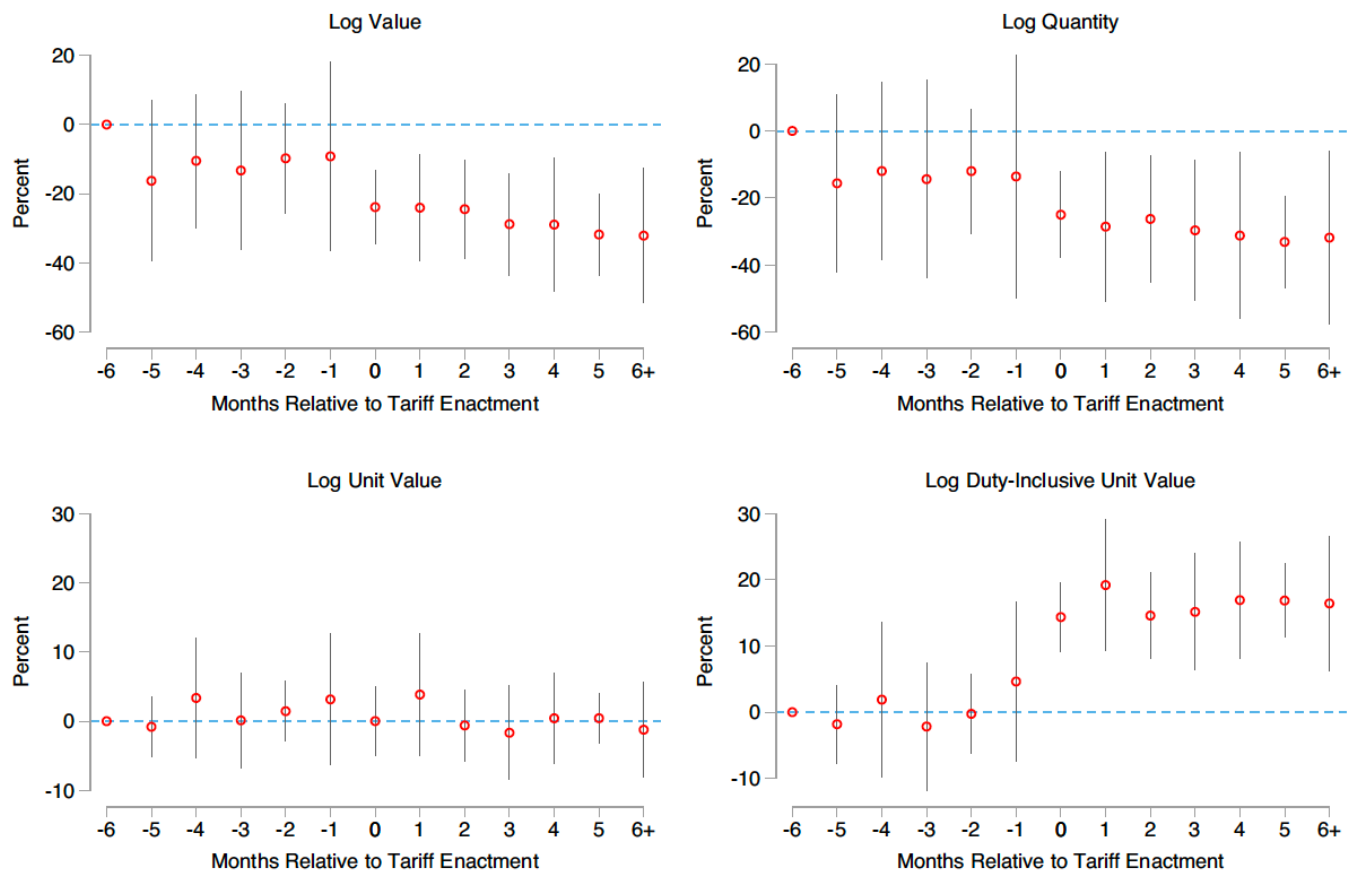 Log Value
20
0
-20
-40
-60
Percent
-6 -5 -4 -3 -2 -1 0 1 2 3 4 5 6+
Months Relative to Tariff Enactment
Log Quantity
20
0
-20
-40
-60
Percent
-6 -5 -4 -3 -2 -1 0 1 2 3 4 5 6+
Months Relative to Tariff Enactment
Log Unit Value
30
20
10
0
-10
Percent
-6 -5 -4 -3 -2 -1 0 1 2 3 4 5 6+
Months Relative to Tariff Enactment
Log Duty-Inclusive Unit Value
30
20
10
0
-10
Percent
-6 -5 -4 -3 -2 -1 0 1 2 3 4 5 6+
Months Relative to Tariff Enactment